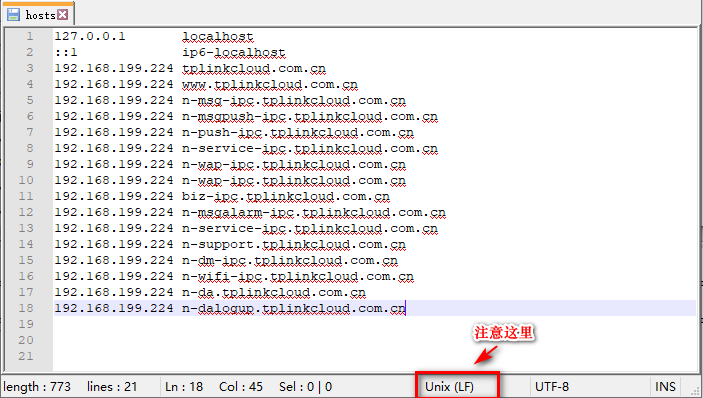 hosts
1 127.0.0.1 localhost
2 ::1 ip6-localhost
3 192.168.199.224 tplinkcloud.com.cn
4 192.168.199.224 www.tplinkcloud.com.cn
5 192.168.199.224 n-msq-ipc.tplinkcloud.com.cn
6 192.168.199.224 n-msgpush-ipc.tplinkcloud.com.cn
7 192.168.199.224 n-push-ipc.tplinkcloud.com.cn
8 192.168.199.224 n-service-ipc.tplinkcloud.com.cn
9 192.168.199.224 n-wap-ipc.tplinkcloud.com.cn
10 192.168.199.224 n-wap-ipc.tplinkcloud.com.cn
11 192.168.199.224 biz-ipc.tplinkcloud.com.cn
12 192.168.199.224 n-msgalarm-ipc.tplinkcloud.com.cn
13 192.168.199.224 n-service-ipc.tplinkcloud.com.cn
14 192.168.199.224 n-support.tplinkcloud.com.cn
15 192.168.199.224 n-dm-ipc.tplinkcloud.com.cn
16 192.168.199.224 n-wifi-ipc.tplinkcloud.com.cn
17 192.168.199.224 n-da.tplinkcloud.com.cn
18 192.168.199.224 n-dalogup.tplinkcloud.com.cn
19
20
21
注意这里
length : 773 lines : 21 Ln : 18 Col : 45 Sel : 0 | 0 Unix (LF) UTF-8 INS